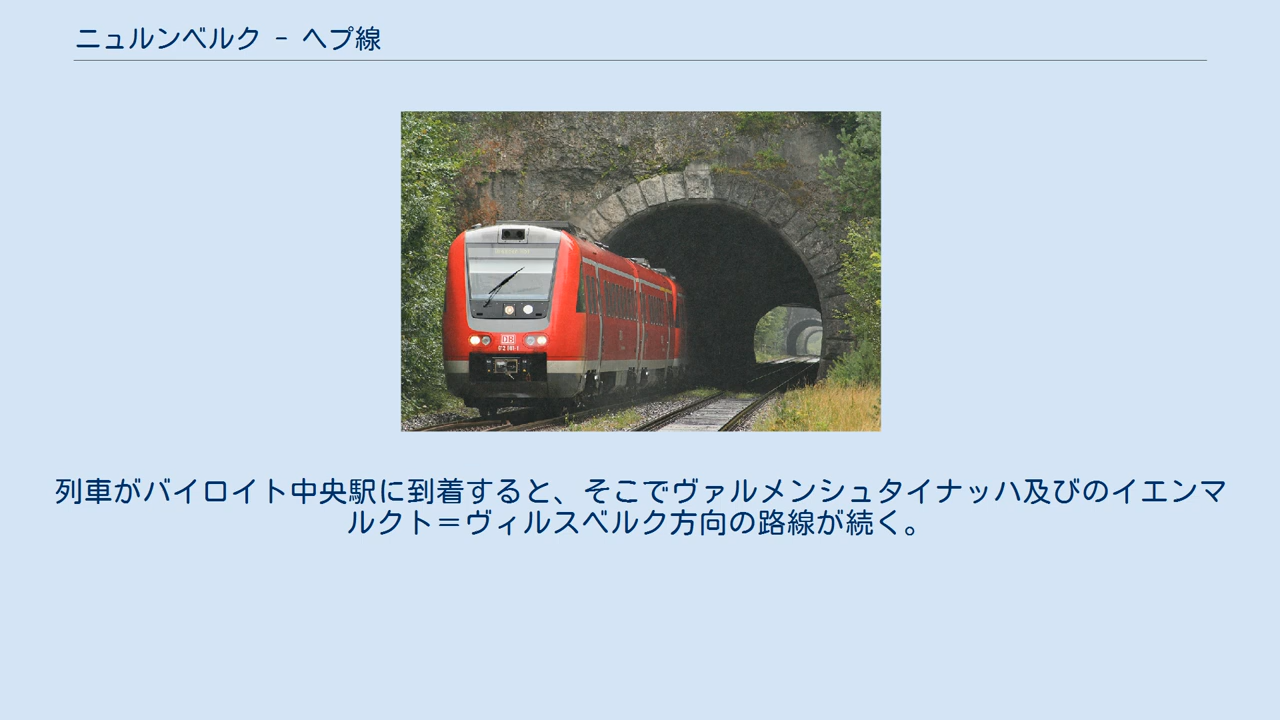 ニュルンベルク - ヘプ線
DB
列車がバイロイト中央駅に到着すると、そこでヴァルメンシュタイナッハ及びのイエンマ
ルクト＝ヴィルスベルク方向の路線が続く。